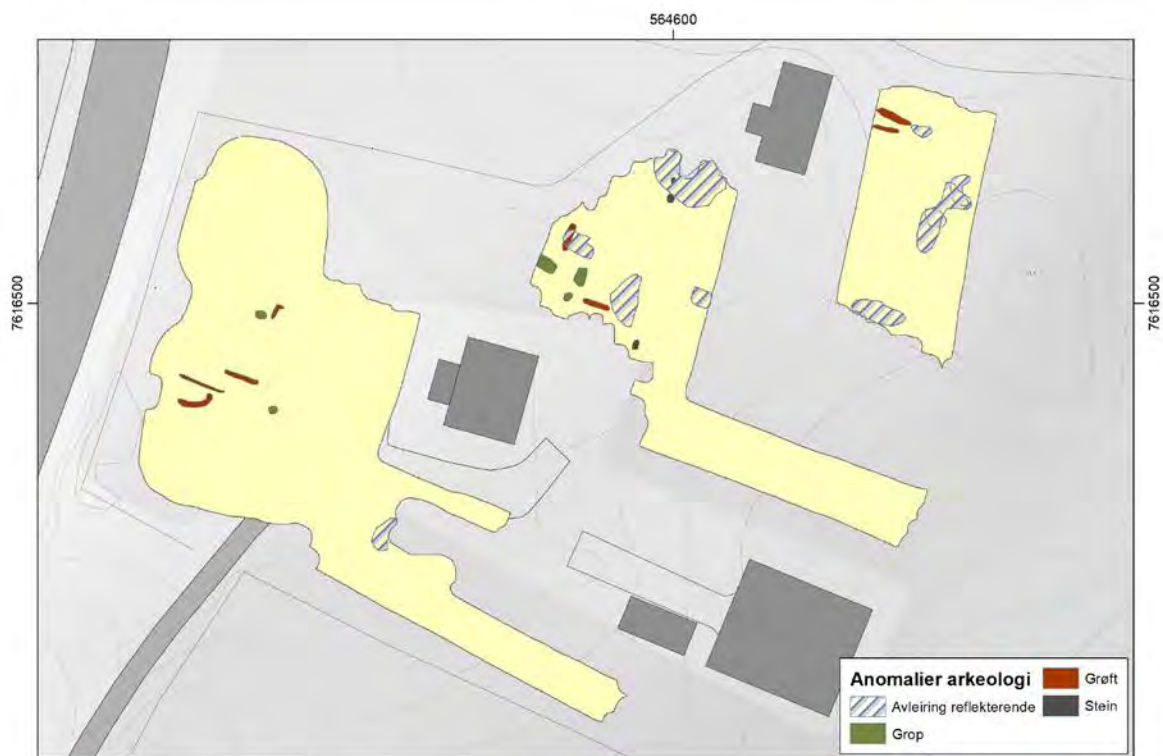 564600
7616500
7616500
Anomalier arkeologi
Avleiring reflekterende
Grop
Grøft
Stein